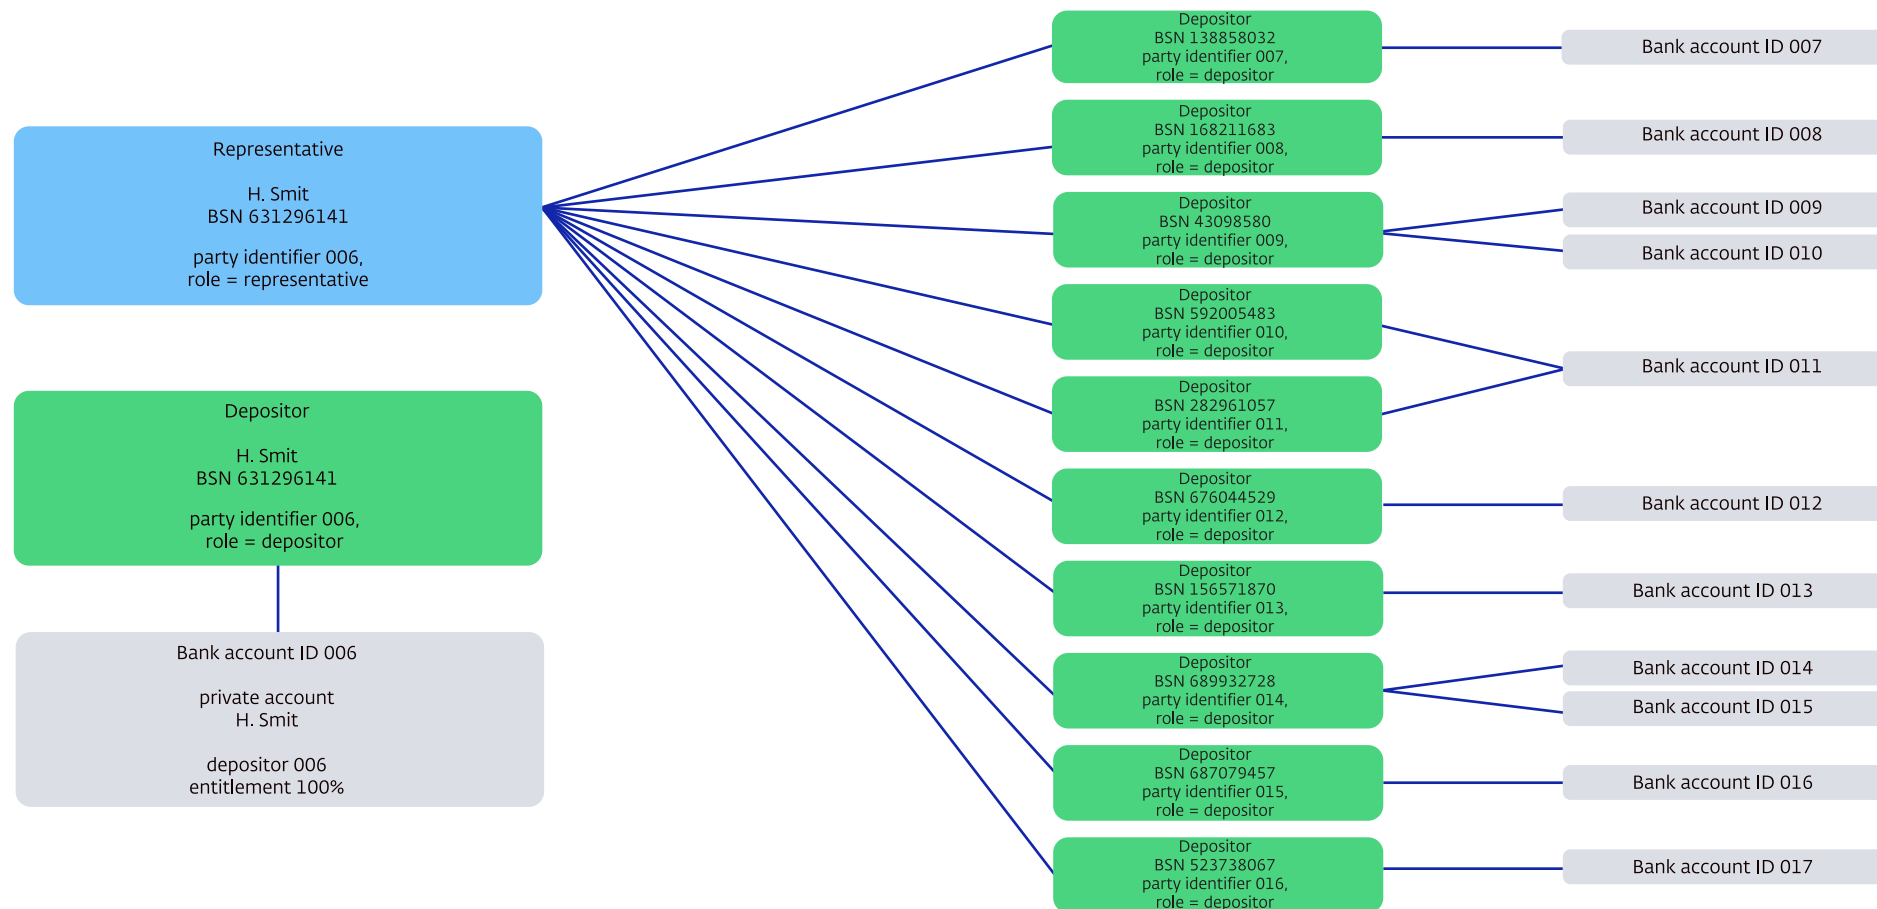 Representative
H. Smit
BSN 631296141
party identifier 006,
role = representative
Depositor
H. Smit
BSN 631296141
party identifier 006,
role = depositor
Bank account ID 006
private account
H. Smit
depositor 006
entitlement 100%
Depositor
BSN 138858032
party identifier 007,
role = depositor
Depositor
BSN 168211683
party identifier 008,
role = depositor
Depositor
BSN 43098580
party identifier 009,
role = depositor
Depositor
BSN 592005483
party identifier 010,
role = depositor
Depositor
BSN 282961057
party identifier 011,
role = depositor
Depositor
BSN 676044529
party identifier 012,
role = depositor
Depositor
BSN 156571870
party identifier 013,
role = depositor
Depositor
BSN 689932728
party identifier 014,
role = depositor
Depositor
BSN 687079457
party identifier 015,
role = depositor
Depositor
BSN 523738067
party identifier 016,
role = depositor
Bank account ID 007
Bank account ID 008
Bank account ID 009
Bank account ID 010
Bank account ID 011
Bank account ID 012
Bank account ID 013
Bank account ID 014
Bank account ID 015
Bank account ID 016
Bank account ID 017